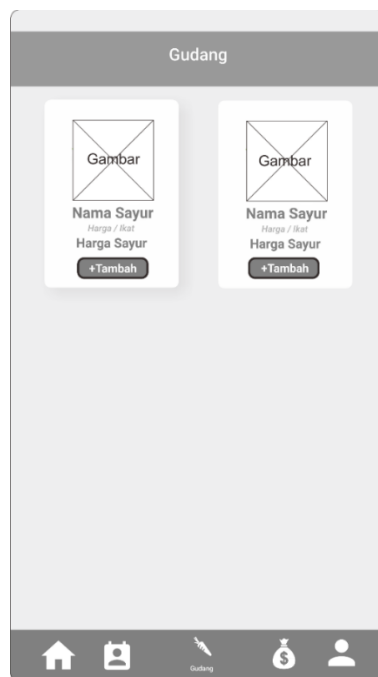 Gudang
Gambar
Nama Sayur
Harga / Ikat
Harga Sayur
+Tambah
Gambar
Nama Sayur
Harga / Ikat
Harga Sayur
+Tambah
Gudang